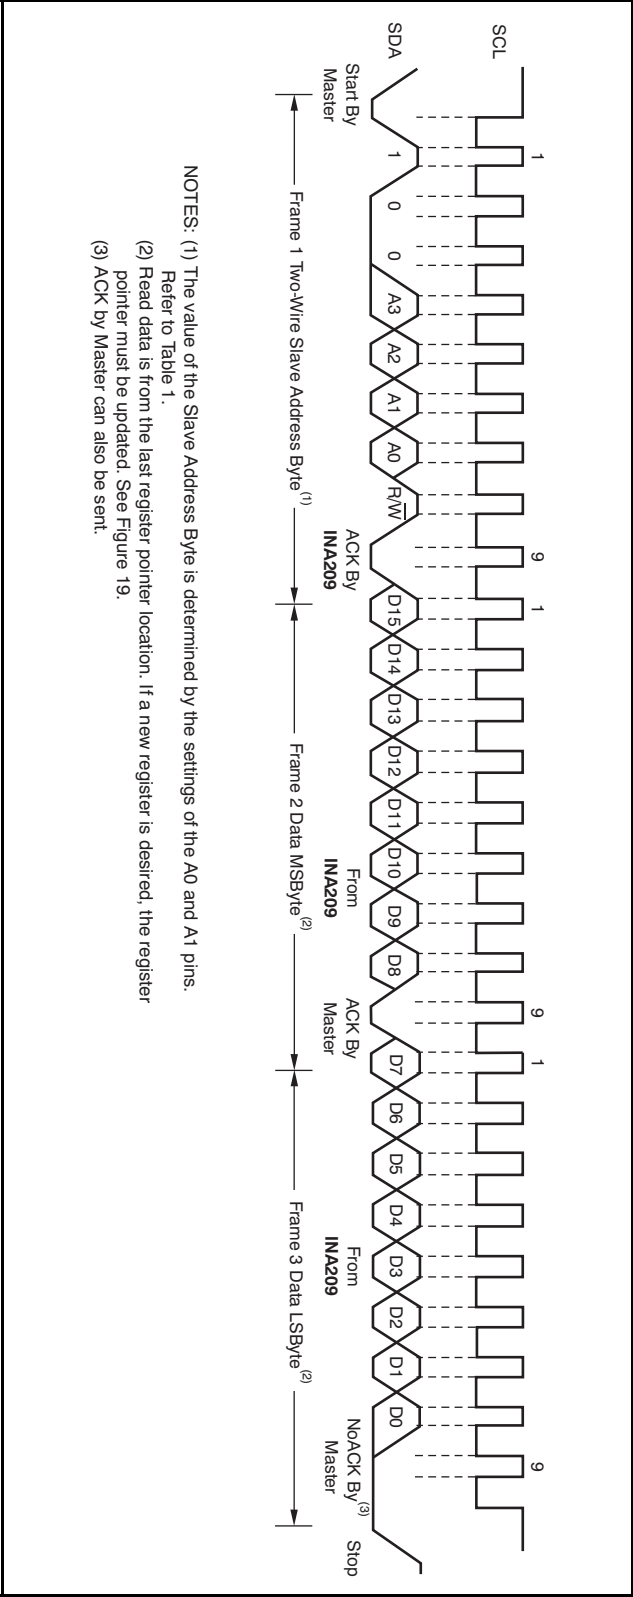 1
9
1
9
1
9
SCL
SDA
1
0
0
A3
A2
A1
A0
R/W
D15
D14
D13
D12
D11
D10
D9
D8
D7
D6
D5
D4
D3
D2
D1
D0
Start By
Master
ACK By
INA209
From
INA209
ACK By
Master
From
INA209
NoACK By(3)
Master
Stop
Frame 1 Two-Wire Slave Address Byte(1)
Frame 2 Data MSByte(2)
Frame 3 Data LSByte(2)
NOTES: (1) The value of the Slave Address Byte is determined by the settings of the A0 and A1 pins.
Refer to Table 1.
(2) Read data is from the last register pointer location. If a new register is desired, the register
pointer must be updated. See Figure 19.
(3) ACK by Master can also be sent.